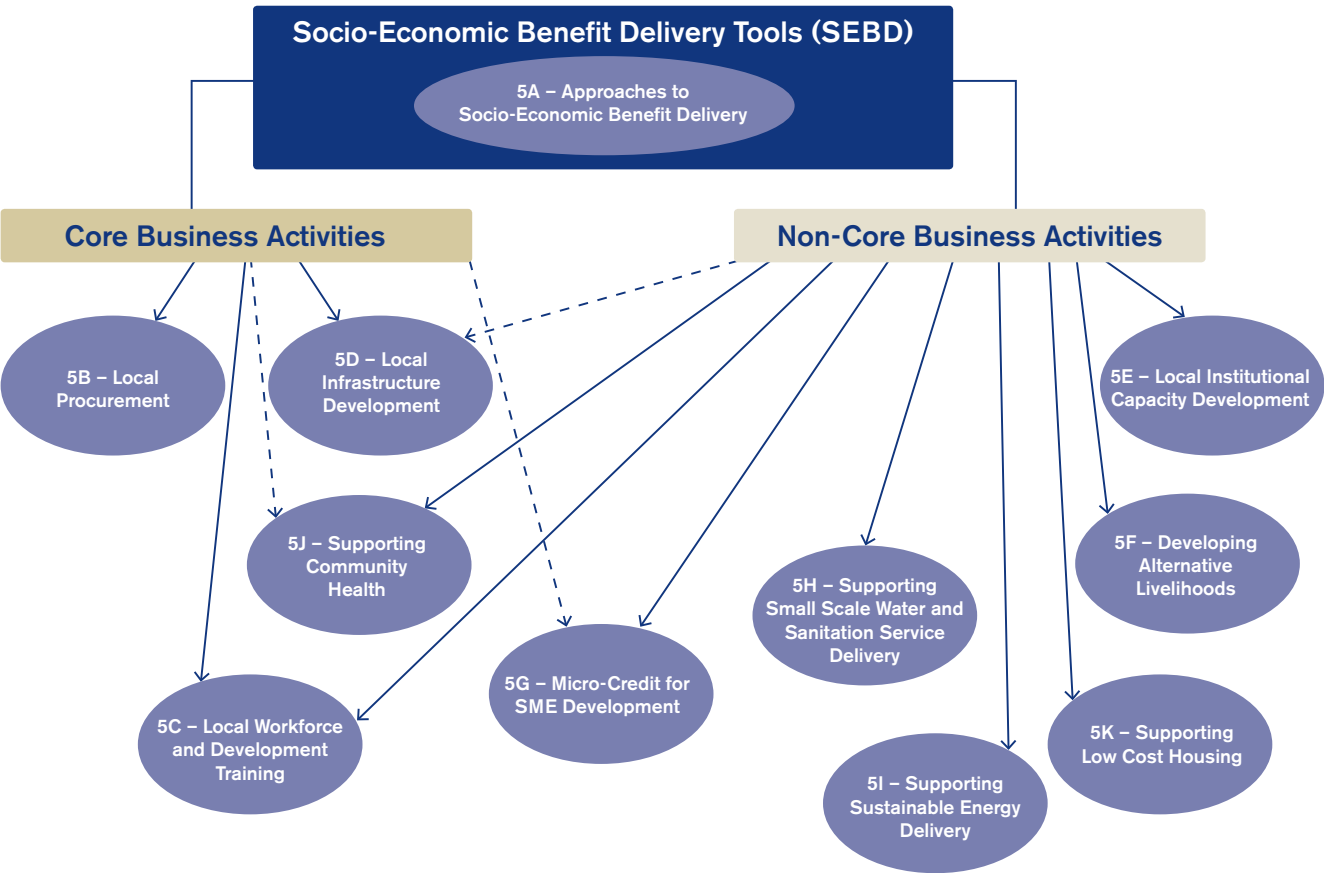 Socio-Economic Benefit Delivery Tools (SEBD)
5A – Approaches to
Socio-Economic Benefit Delivery
Core Business Activities
Non-Core Business Activities
5B – Local
Procurement
5D – Local
Infrastructure
Development
5E – Local Institutional
Capacity Development
5J – Supporting
Community
Health
5F – Developing
Alternative
Livelihoods
5H – Supporting
Small Scale Water and
Sanitation Service
Delivery
5G – Micro-Credit for
SME Development
5C – Local Workforce
and Development
Training
5K – Supporting
Low Cost Housing
5I – Supporting
Sustainable Energy
Delivery